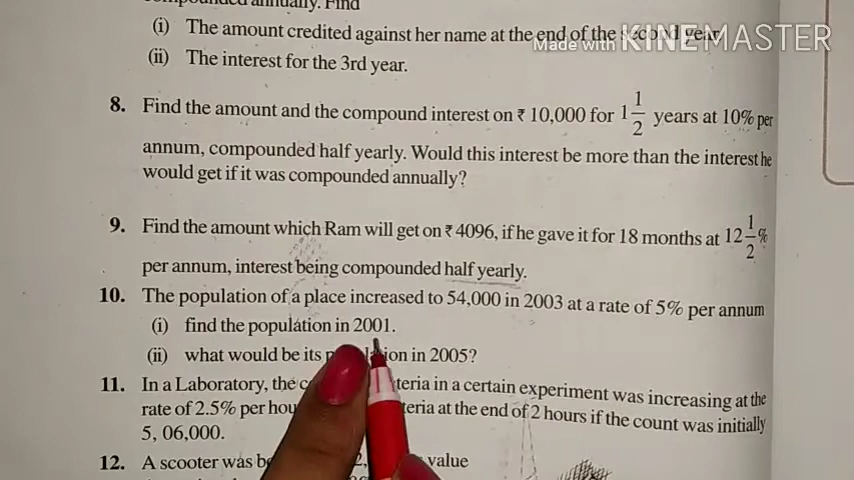 compounded annually. Find
(i) The amount credited against her name at the end of the second year.
Made with KINEMASTER
(ii) The interest for the 3rd year.
8. Find the amount and the compound interest on ₹ 10,000 for 1 1/2 years at 10% per
annum, compounded half yearly. Would this interest be more than the interest he
would get if it was compounded annually?
9. Find the amount which Ram will get on ₹ 4096, if he gave it for 18 months at 12 1/2 %
per annum, interest being compounded half yearly.
10. The population of a place increased to 54,000 in 2003 at a rate of 5% per annum
(i) find the population in 2001.
(ii) what would be its in 2005?
11. In a Laboratory, the in a certain experiment was increasing at the
rate of 2.5% per at the end of 2 hours if the count was initially
5, 06,000.
12. A scooter was value